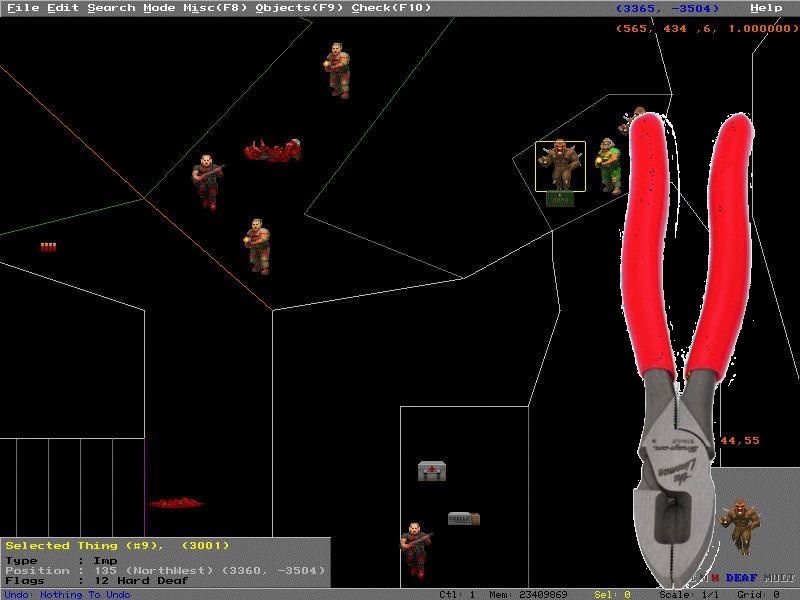 File Edit Search Mode Misc(F8) Objects(F9) Check(F10) (3365, -3504) Help
(565, 434 ,6, 1.000000)
44,55
Selected Thing (#9), (3001)
Type : Imp
Position : 135 (NorthWest) (3360, -3504)
Flags : 12 Hard Deaf
DEAF MULT
Undo: Nothing To Undo Ctl: 1 Mem: 23409869 Sel: 0 Scale: 1/1 Grid: 0